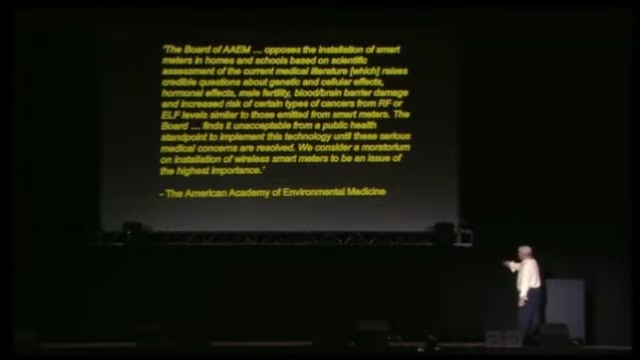 'The Board of AAEM ... opposes the installation of smart
meters in homes and schools based on scientific
assessment of the current medical literature [which] raises
credible questions about genetic and cellular effects,
hormonal effects, male fertility, blood/brain barrier damage
and increased risk of certain types of cancers from RF or
ELF levels similar to those emitted from smart meters. The
Board ... finds it unacceptable from a public health
standpoint to implement this technology until these serious
medical concerns are resolved. We consider a moratorium
on installation of wireless smart meters to be an issue of
the highest importance.'
- The American Academy of Environmental Medicine